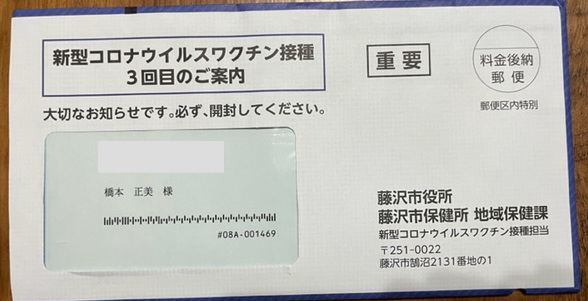 新型コロナウイルスワクチン接種
3回目のご案内
重要
料金後納
郵便
郵便区内特別
大切なお知らせです。必ず、開封してください。
橋本 正美 様
#08A-001469
藤沢市役所
藤沢市保健所 地域保健課
新型コロナウイルスワクチン接種担当
〒251-0022
藤沢市鵠沼2131番地の1